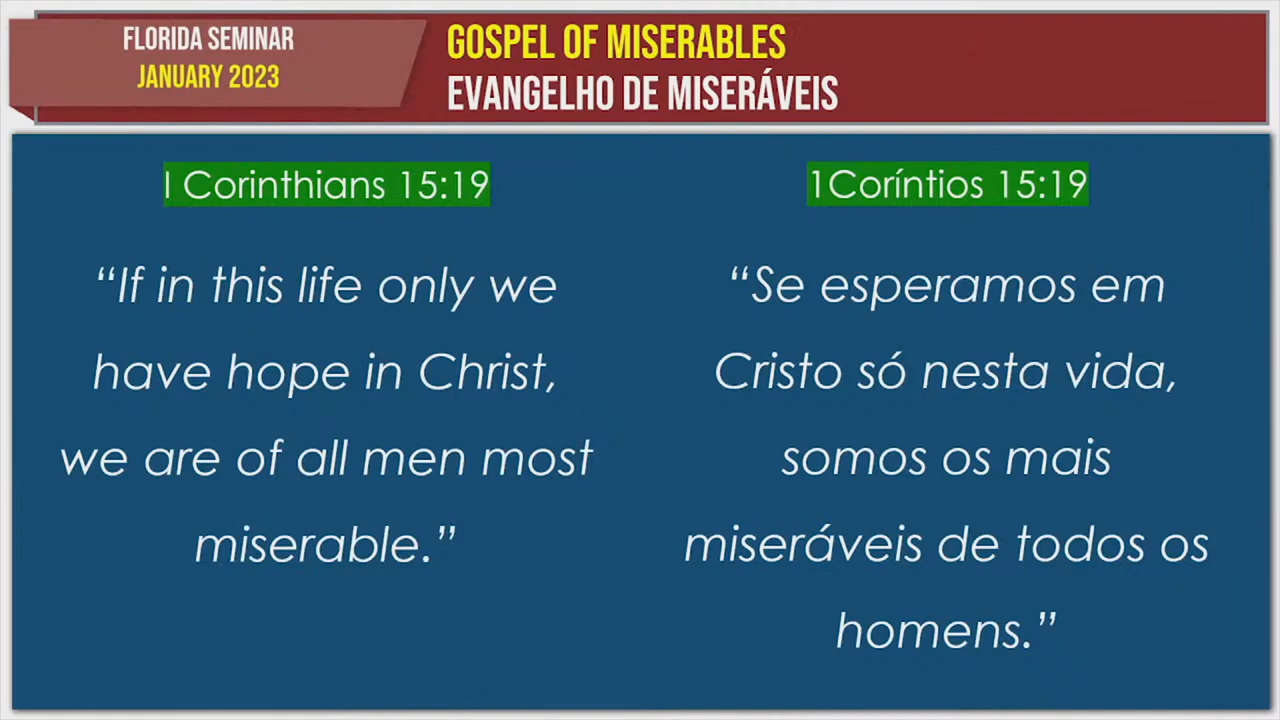 FLORIDA SEMINAR
JANUARY 2023
GOSPEL OF MISERABLES
EVANGELHO DE MISERÁVEIS
I Corinthians 15:19
“If in this life only we
have hope in Christ,
we are of all men most
miserable.”
1Coríntios 15:19
“Se esperamos em
Cristo só nesta vida,
somos os mais
miseráveis de todos os
homens.”